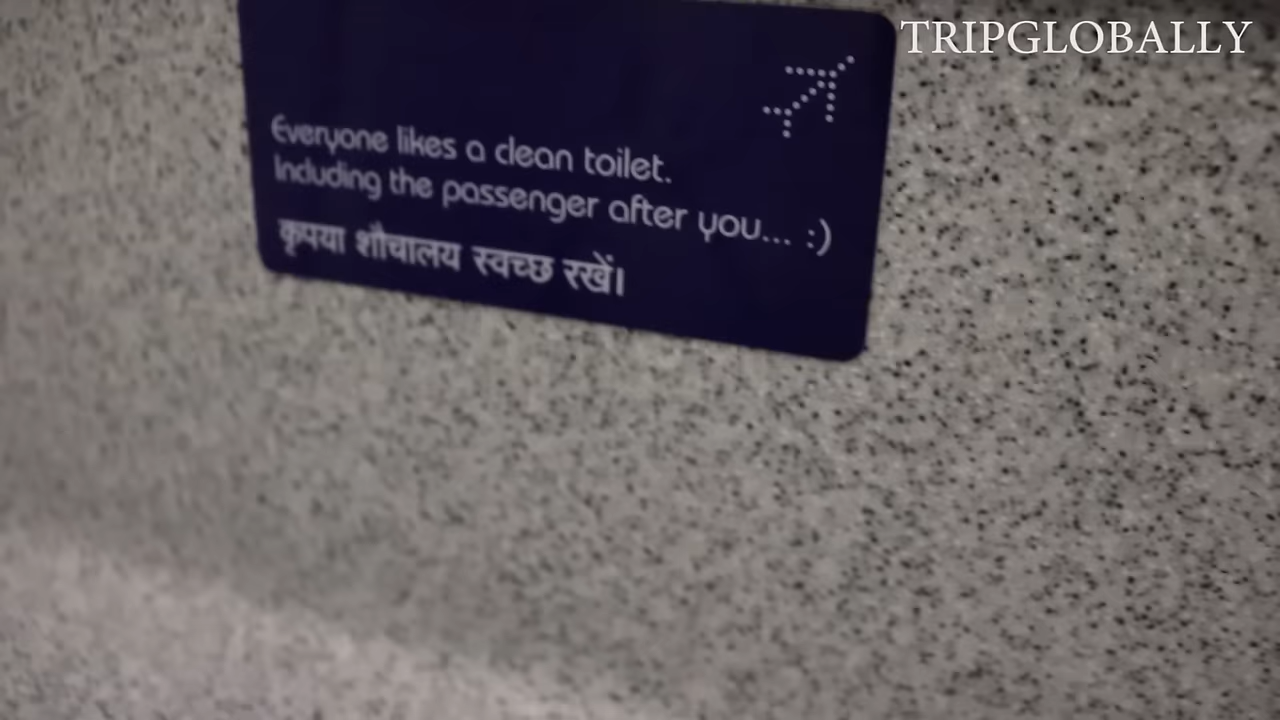 TRIPGLOBALLY
Everyone likes a clean toilet.
Including the passenger after you... :)
कृपया शौचालय स्वच्छ रखें।